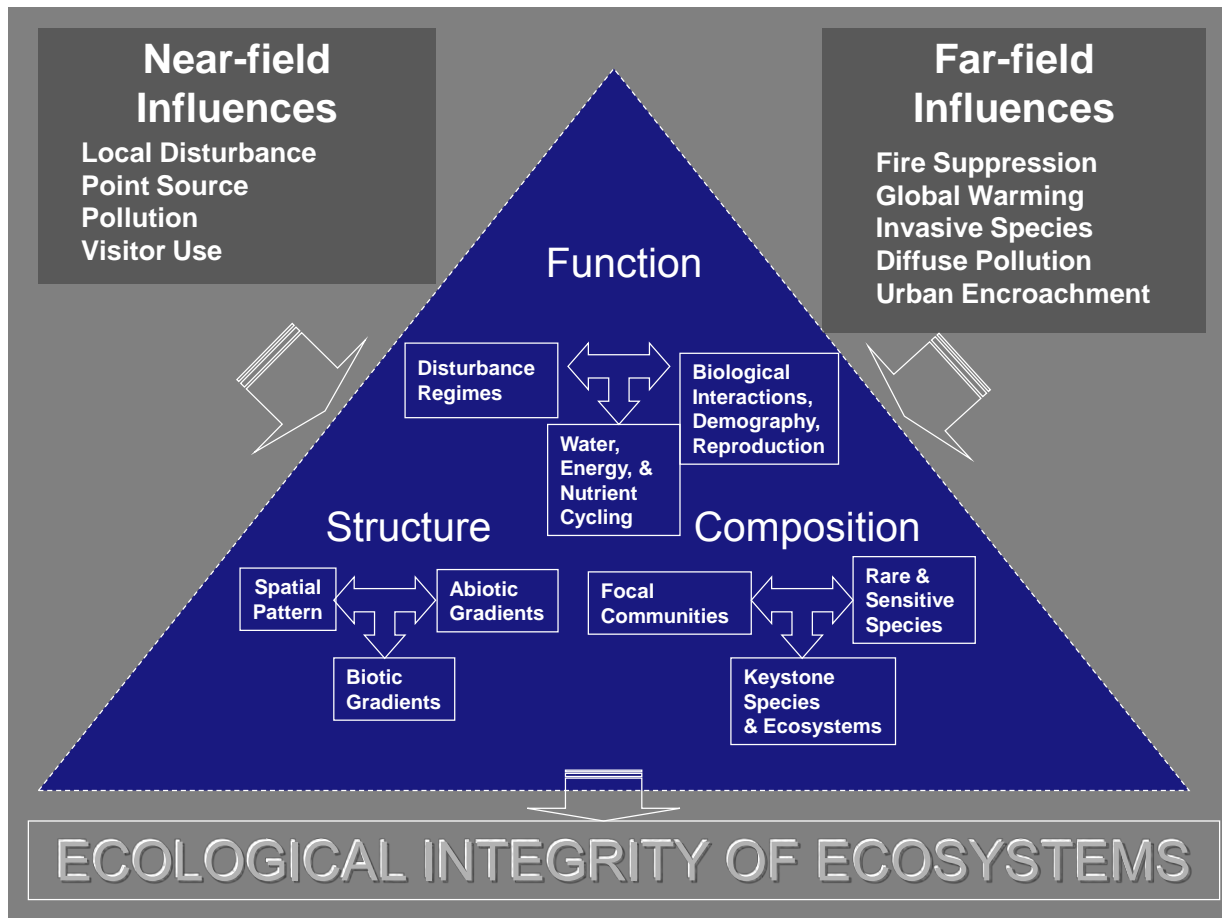 Near-field
Influences
Local Disturbance
Point Source
Pollution
Visitor Use
Far-field
Influences
Fire Suppression
Global Warming
Invasive Species
Diffuse Pollution
Urban Encroachment
Function
Disturbance
Regimes
Biological
Interactions,
Demography,
Reproduction
Water,
Energy, &
Nutrient
Cycling
Structure
Spatial
Pattern
Abiotic
Gradients
Biotic
Gradients
Composition
Focal
Communities
Rare &
Sensitive
Species
Keystone
Species
& Ecosystems
ECOLOGICAL INTEGRITY OF ECOSYSTEMS